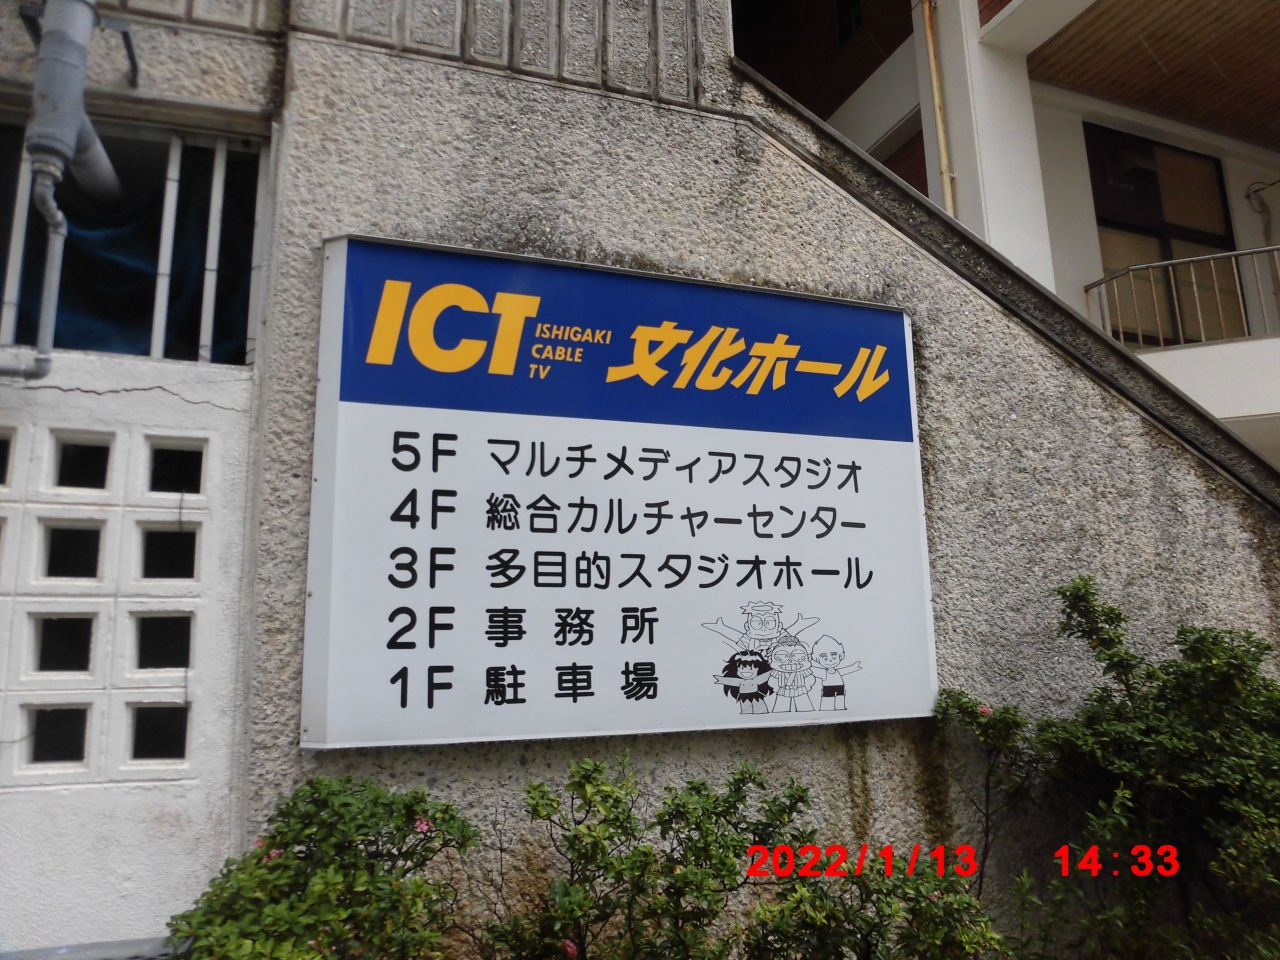 ICT ISHIGAKI CABLE TV 文化ホール
5F マルチメディアスタジオ
4F 総合カルチャーセンター
3F 多目的スタジオホール
2F 事務所
1F 駐車場
2022/1/13 14:33